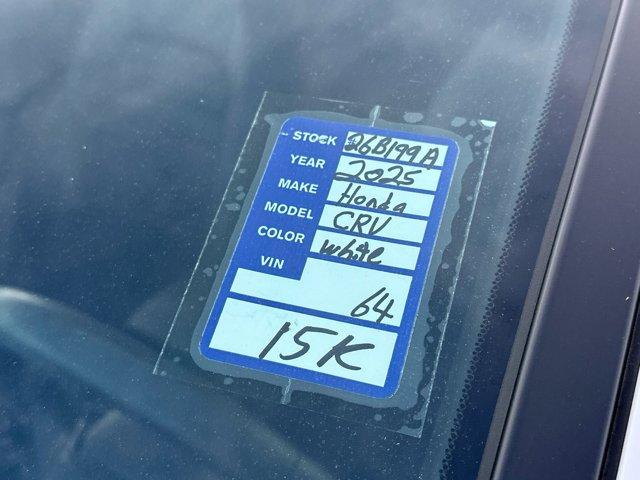 STOCK #26B199A
YEAR 2025
MAKE Honda
MODEL CRV
COLOR white
VIN
64
15K